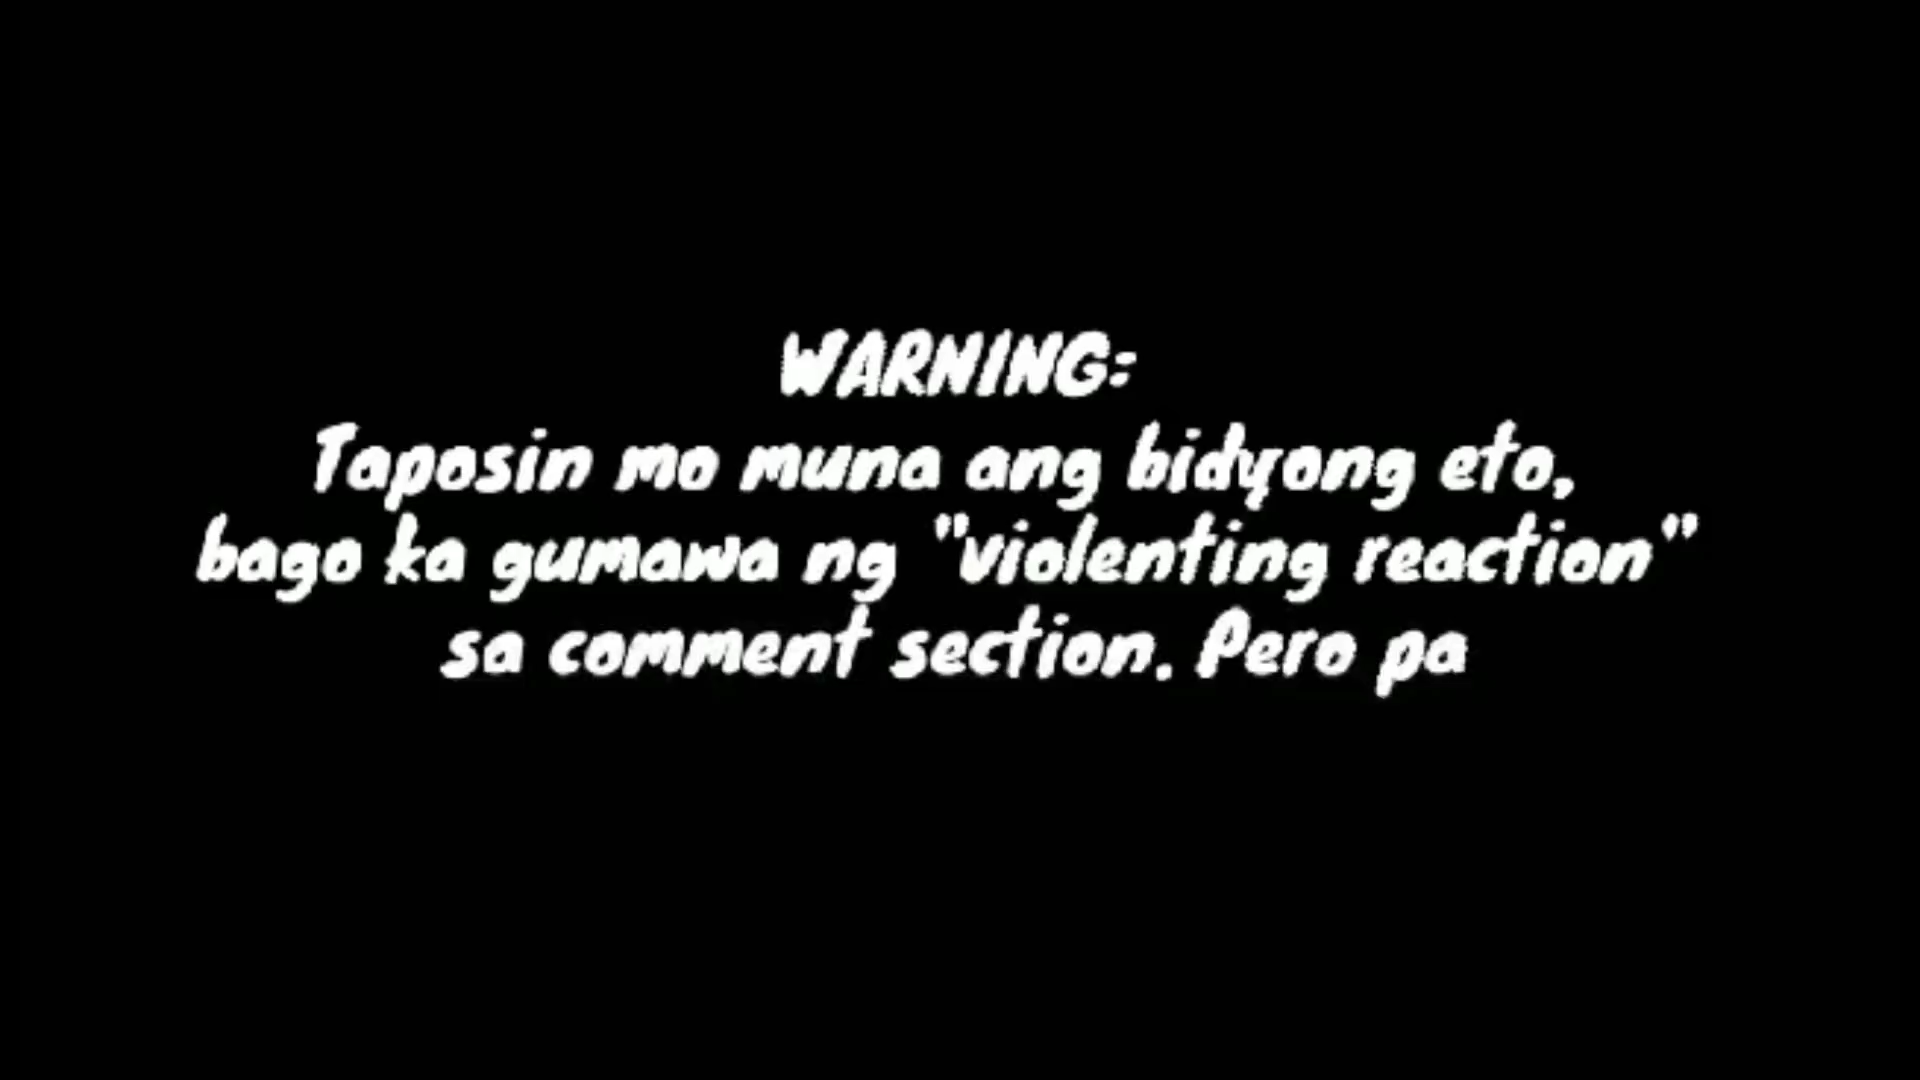 WARNING:
Taposin mo muna ang bidyong eto,
bago ka gumawa ng "violenting reaction"
sa comment section. Pero pa